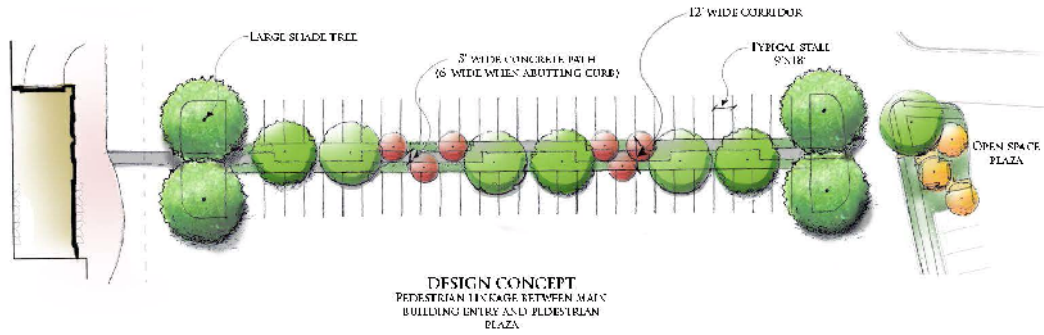 LARGE SHADE TREE
5' WIDE CONCRETE PATH
(6' WIDE WHEN ABUTTING CURB)
12' WIDE CORRIDOR
TYPICAL STALL
9'X18'
OPEN SPACE
PLAZA
DESIGN CONCEPT
PEDESTRIAN LINKAGE BETWEEN MAIN
BUILDING ENTRY AND PEDESTRIAN
PLAZA